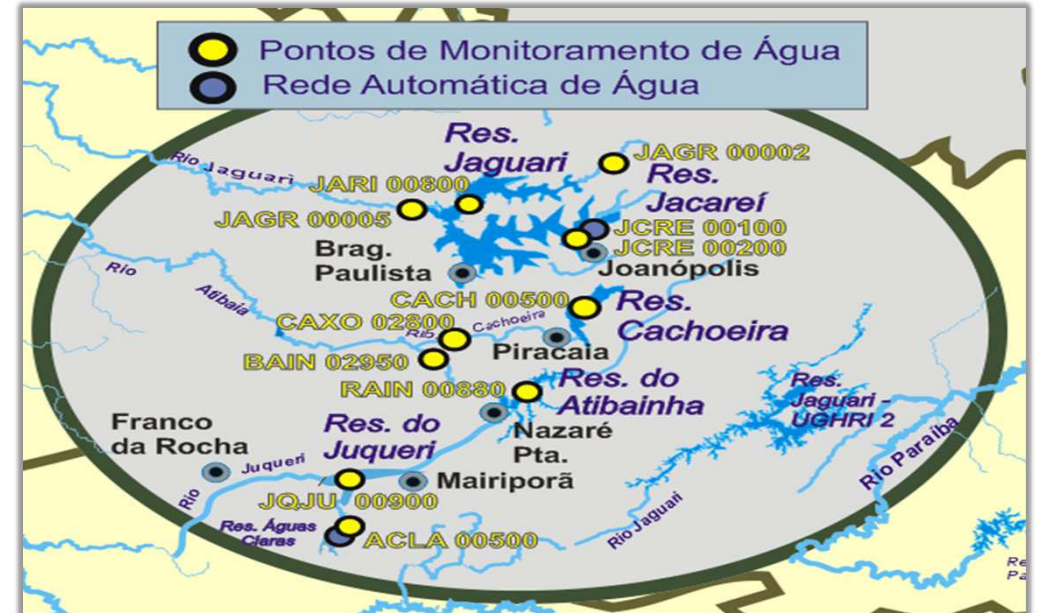 Pontos de Monitoramento de Água
Rede Automática de Água
Res.
Jaguari
JAGR 00002
Rio Jaguari
Res.
Jacareí
JARI 00800
JAGR 00005
JCRE 00100
JCRE 00200
Brag.
Paulista
Joanópolis
Rio
Atibaia
CACH 00500
Res.
Cachoeira
CAXO 02800
Rib.
Cachoeira
Piracaia
BAIN 02950
RAIN 00880
Res. do
Atibainha
Res.
Jaguari -
UGHRI 2
Franco
da Rocha
Res. do
Juqueri
Nazaré
Pta.
Rio Paraíba
Juqueri
Rio
Mairiporã
JQJU 00900
Res. Águas
Claras
ACLA 00500
Rio Jaguari